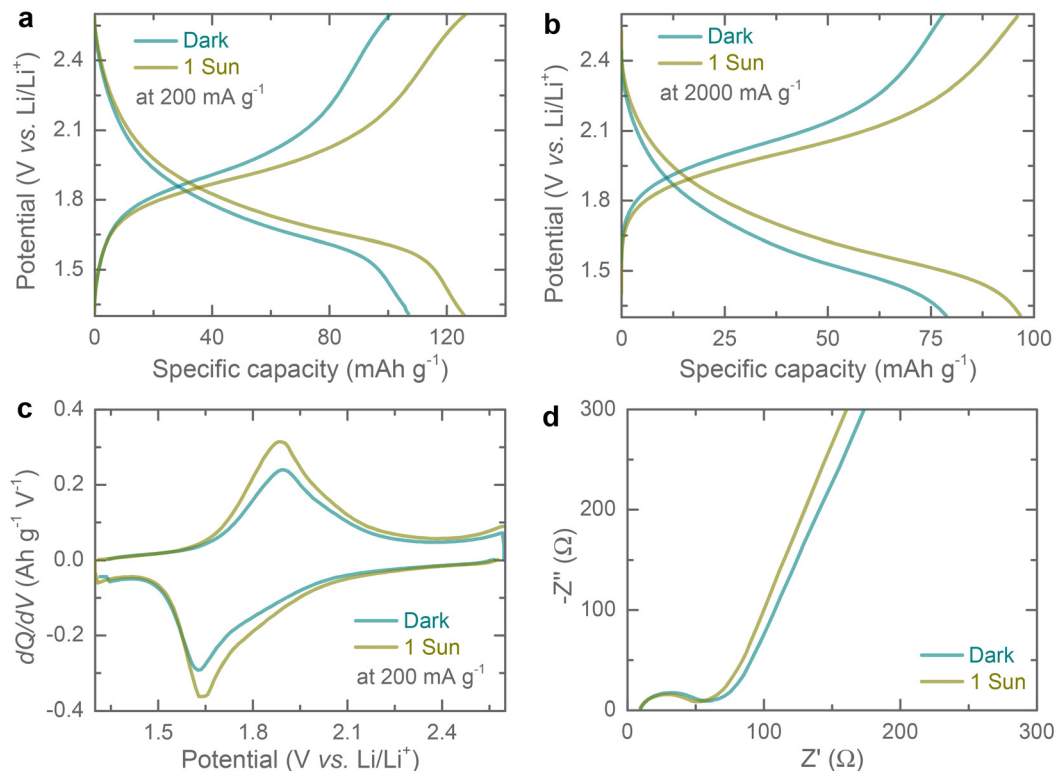 a
Dark
1 Sun
at 200 mA g⁻¹
2.4
2.1
1.8
1.5
Potential (V vs. Li/Li⁺)
0 40 80 120
Specific capacity (mAh g⁻¹)
b
Dark
1 Sun
at 2000 mA g⁻¹
2.4
2.1
1.8
1.5
Potential (V vs. Li/Li⁺)
0 25 50 75 100
Specific capacity (mAh g⁻¹)
c
0.4
0.2
0.0
-0.2
-0.4
dQ/dV (Ah g⁻¹ V⁻¹)
Dark
1 Sun
at 200 mA g⁻¹
1.5 1.8 2.1 2.4
Potential (V vs. Li/Li⁺)
d
300
200
100
0
-Z'' (Ω)
Dark
1 Sun
0 100 200 300
Z' (Ω)